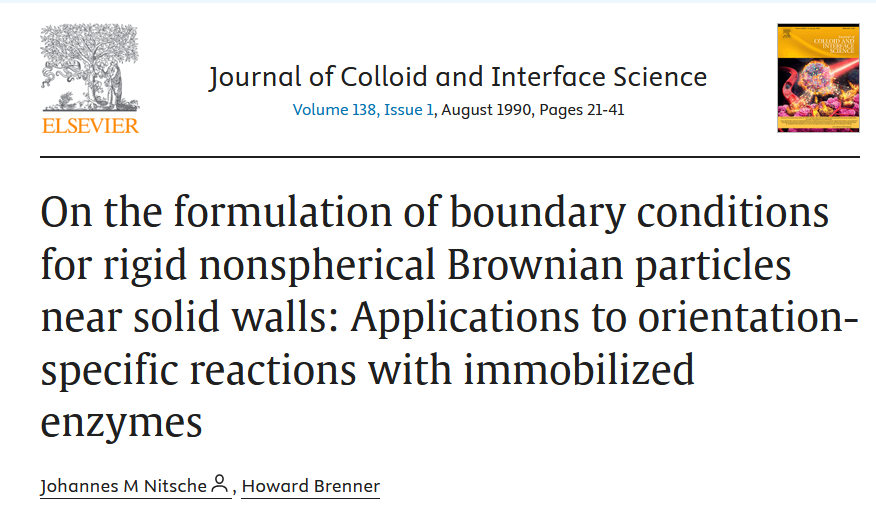 ELSEVIER
Journal of Colloid and Interface Science
Volume 138, Issue 1, August 1990, Pages 21-41
COLLOID AND
INTERFACE
SCIENCE
On the formulation of boundary conditions
for rigid nonspherical Brownian particles
near solid walls: Applications to orientation-
specific reactions with immobilized
enzymes
Johannes M Nitsche, Howard Brenner